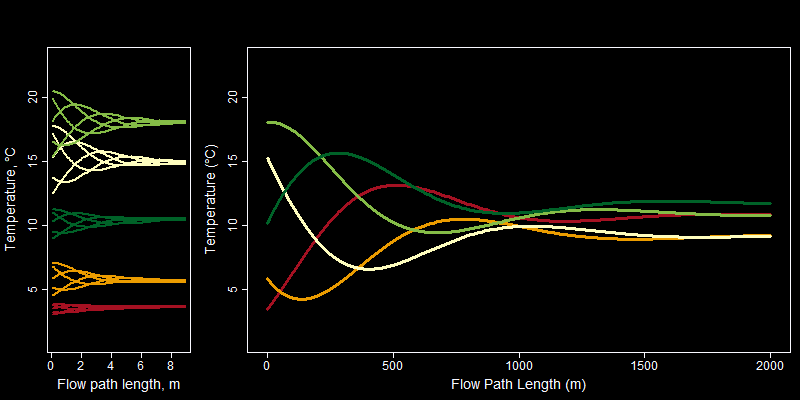 Temperature, °C
20
15
10
5
0 2 4 6 8
Flow path length, m
Temperature (°C)
20
15
10
5
0 500 1000 1500 2000
Flow Path Length (m)